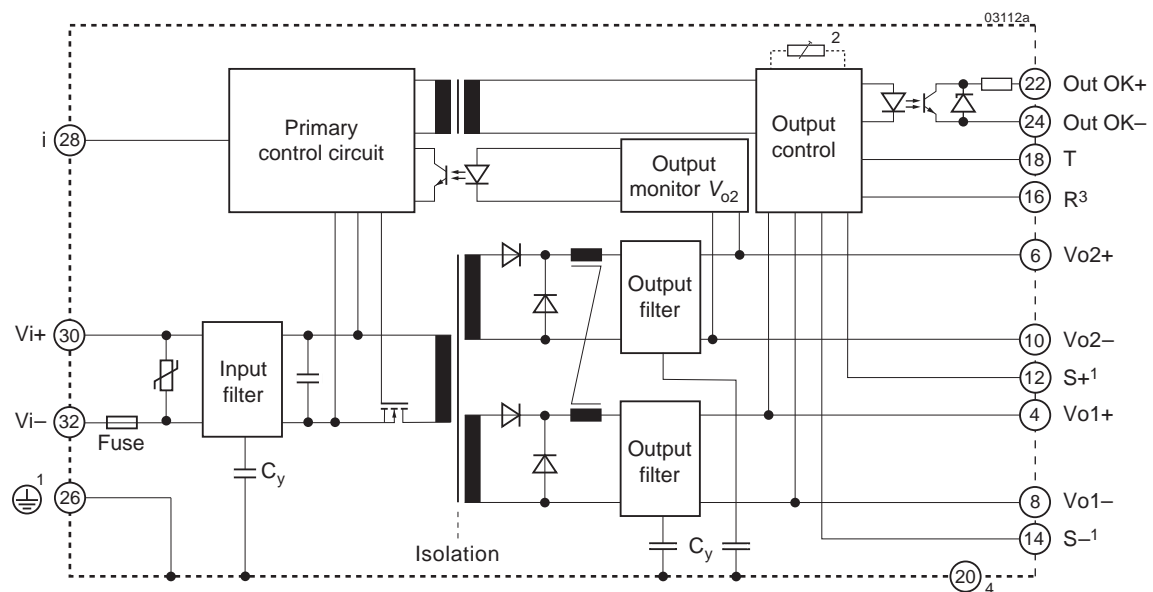 03112a
2
22 Out OK+
Primary
control circuit
Output
control
24 Out OK–
i 28
Output
monitor Vo2
18 T
16 R3
Output
filter
6 Vo2+
Vi+ 30
10 Vo2–
Input
filter
12 S+1
Vi– 32
Fuse
Output
filter
4 Vo1+
Cy
1 26
8 Vo1–
Isolation
Cy
14 S–1
20 4